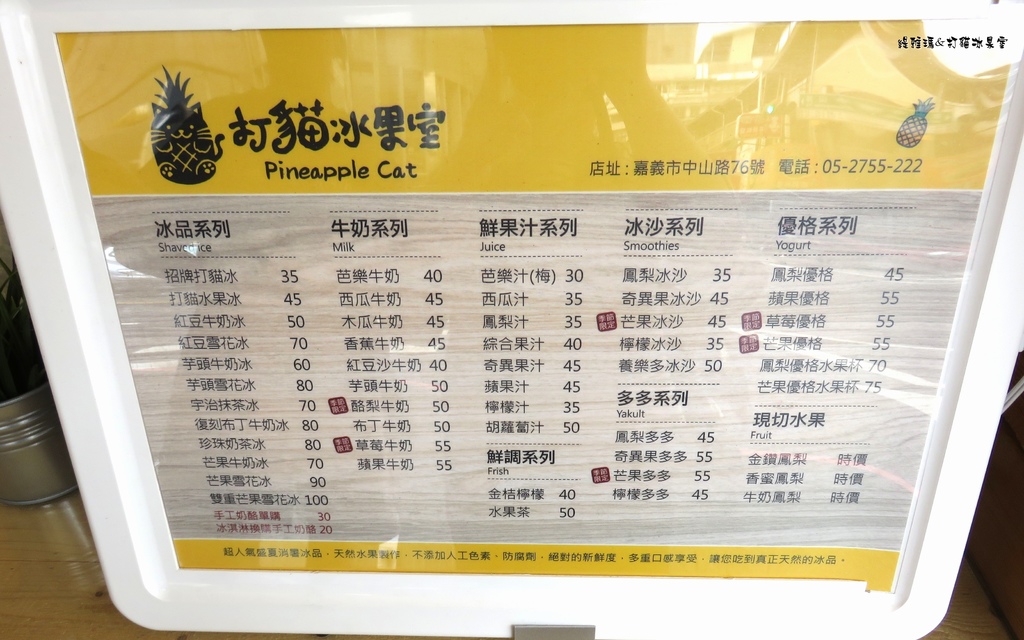 緹雅瑪&打貓冰果室
打貓冰果室
Pineapple Cat
店址：嘉義市中山路76號 電話：05-2755-222
冰品系列
Shaved ice
招牌打貓冰 35
打貓水果冰 45
紅豆牛奶冰 50
紅豆雪花冰 70
芋頭牛奶冰 60
芋頭雪花冰 80
宇治抹茶冰 70
復刻布丁牛奶冰 80
珍珠奶茶冰 80
芒果牛奶冰 70
芒果雪花冰 90
雙重芒果雪花冰 100
手工奶酪單購 30
冰淇淋換購手工奶酪 20
牛奶系列
Milk
芭樂牛奶 40
西瓜牛奶 45
木瓜牛奶 45
香蕉牛奶 45
紅豆沙牛奶 40
芋頭牛奶 50
季節限定 酪梨牛奶 50
布丁牛奶 50
季節限定 草莓牛奶 55
蘋果牛奶 55
鮮果汁系列
Juice
芭樂汁(梅) 30
西瓜汁 35
鳳梨汁 35
綜合果汁 40
奇異果汁 45
蘋果汁 45
檸檬汁 35
胡蘿蔔汁 50
鮮調系列
Frish
金桔檸檬 40
水果茶 50
冰沙系列
Smoothies
鳳梨冰沙 35
奇異果冰沙 45
季節限定 芒果冰沙 45
檸檬冰沙 35
養樂多冰沙 50
多多系列
Yakult
鳳梨多多 45
奇異果多多 55
季節限定 芒果多多 55
檸檬多多 45
優格系列
Yogurt
鳳梨優格 45
蘋果優格 55
季節限定 草莓優格 55
季節限定 芒果優格 55
鳳梨優格水果杯 70
芒果優格水果杯 75
現切水果
Fruit
金鑽鳳梨 時價
香蜜鳳梨 時價
牛奶鳳梨 時價
超人氣盛夏消暑冰品，天然水果製作，不添加人工色素、防腐劑，絕對的新鮮度，多重口感享受，讓您吃到真正天然的冰品。